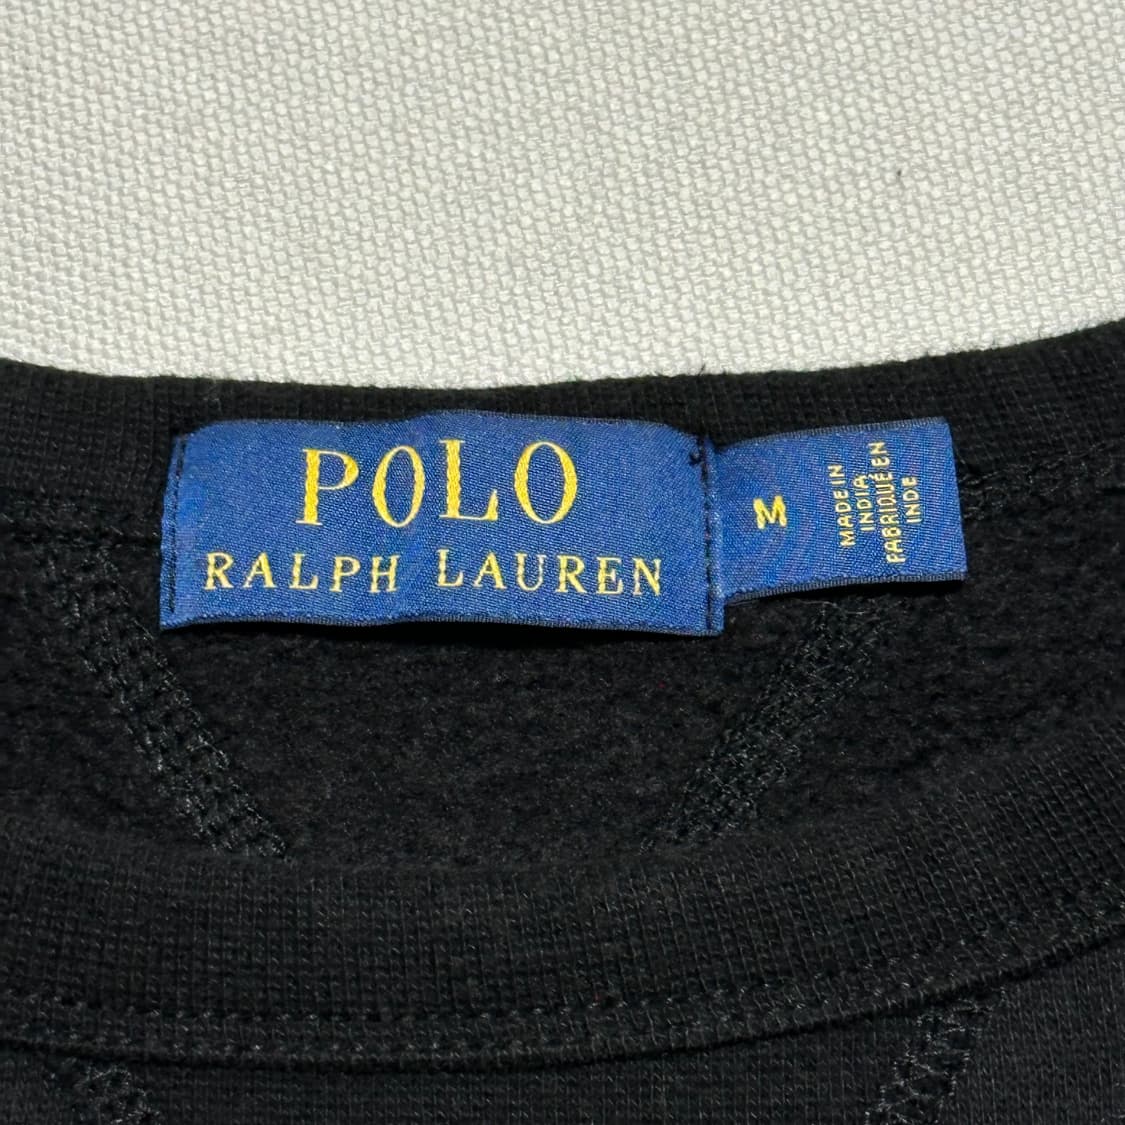 POLO
RALPH LAUREN
M
MADE IN
INDIA
FABRIQUÉ EN
INDE